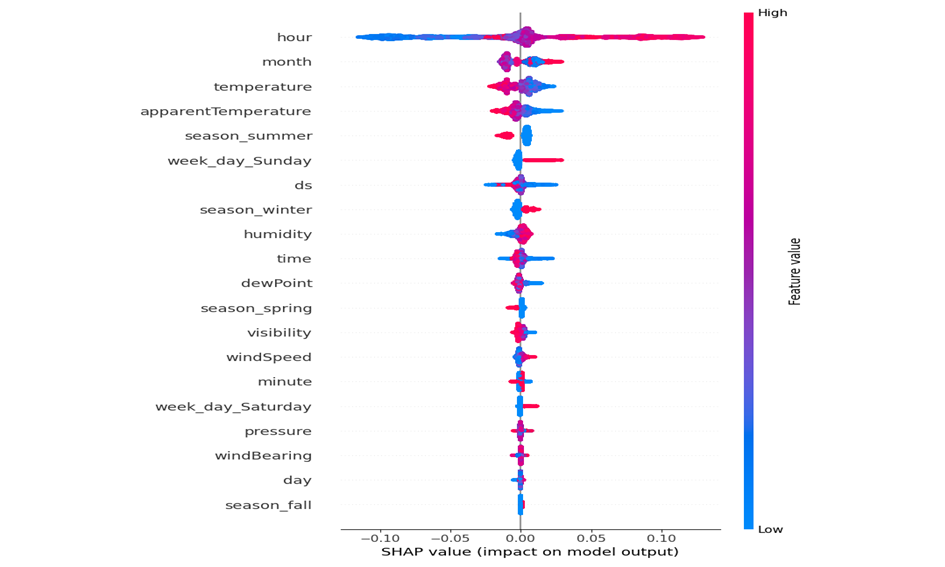 High
hour
month
temperature
apparentTemperature
season_summer
week_day_Sunday
ds
season_winter
humidity
time
dewPoint
season_spring
visibility
windSpeed
minute
week_day_Saturday
pressure
windBearing
day
season_fall
Feature value
Low
−0.10 −0.05 0.00 0.05 0.10
SHAP value (impact on model output)